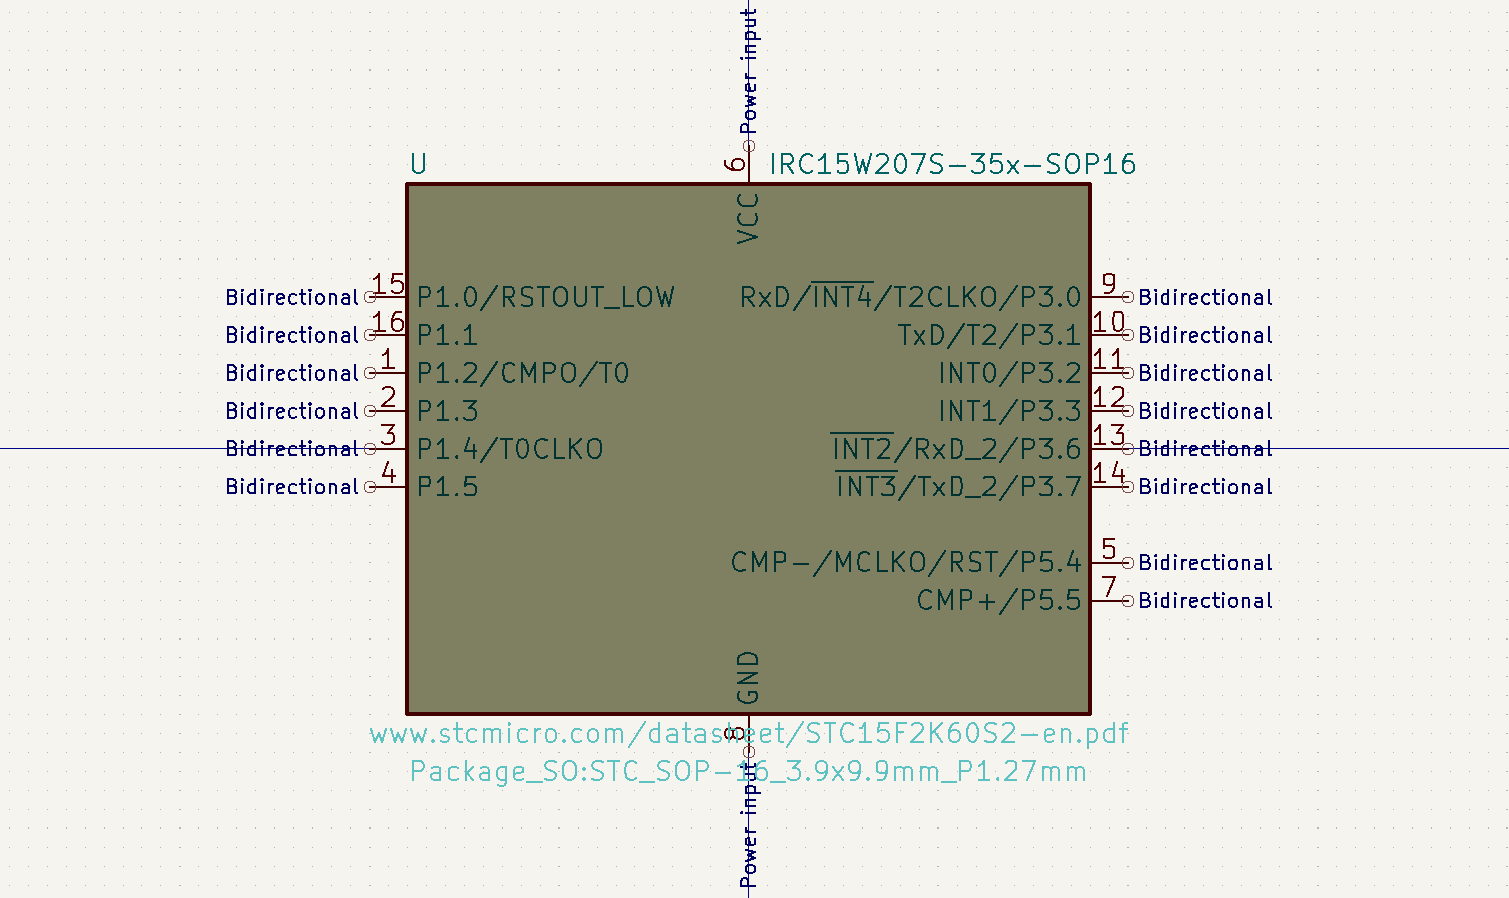 Power input
6
U
IRC15W207S-35x-SOP16
VCC
Bidirectional 15 P1.0/RSTOUT_LOW
RxD/INT4/T2CLKO/P3.0 9 Bidirectional
Bidirectional 16 P1.1
TxD/T2/P3.1 10 Bidirectional
Bidirectional 1 P1.2/CMPO/T0
INT0/P3.2 11 Bidirectional
Bidirectional 2 P1.3
INT1/P3.3 12 Bidirectional
Bidirectional 3 P1.4/T0CLKO
INT2/RxD_2/P3.6 13 Bidirectional
Bidirectional 4 P1.5
INT3/TxD_2/P3.7 14 Bidirectional
CMP-/MCLKO/RST/P5.4 5 Bidirectional
CMP+/P5.5 7 Bidirectional
GND
8
www.stcmicro.com/datasheet/STC15F2K60S2-en.pdf
Package_SO:STC_SOP-16_3.9x9.9mm_P1.27mm
Power input